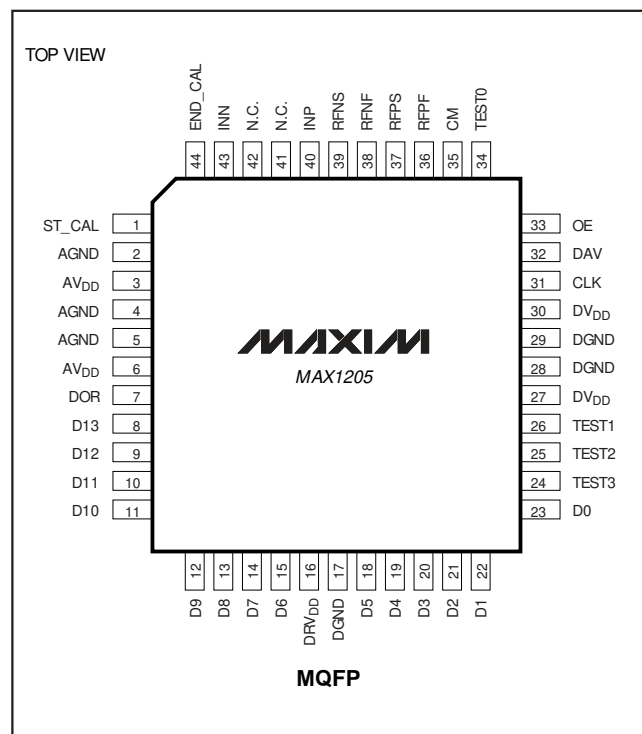 TOP VIEW
END_CAL
INN
N.C.
N.C.
INP
RFNS
RFNF
RFPS
RFPF
CM
TEST0
44
43
42
41
40
39
38
37
36
35
34
ST_CAL 1
AGND 2
AVDD 3
AGND 4
AGND 5
AVDD 6
DOR 7
D13 8
D12 9
D11 10
D10 11
MAXIM
MAX1205
33 OE
32 DAV
31 CLK
30 DVDD
29 DGND
28 DGND
27 DVDD
26 TEST1
25 TEST2
24 TEST3
23 D0
12
13
14
15
16
17
18
19
20
21
22
D9
D8
D7
D6
DRVDD
DGND
D5
D4
D3
D2
D1
MQFP